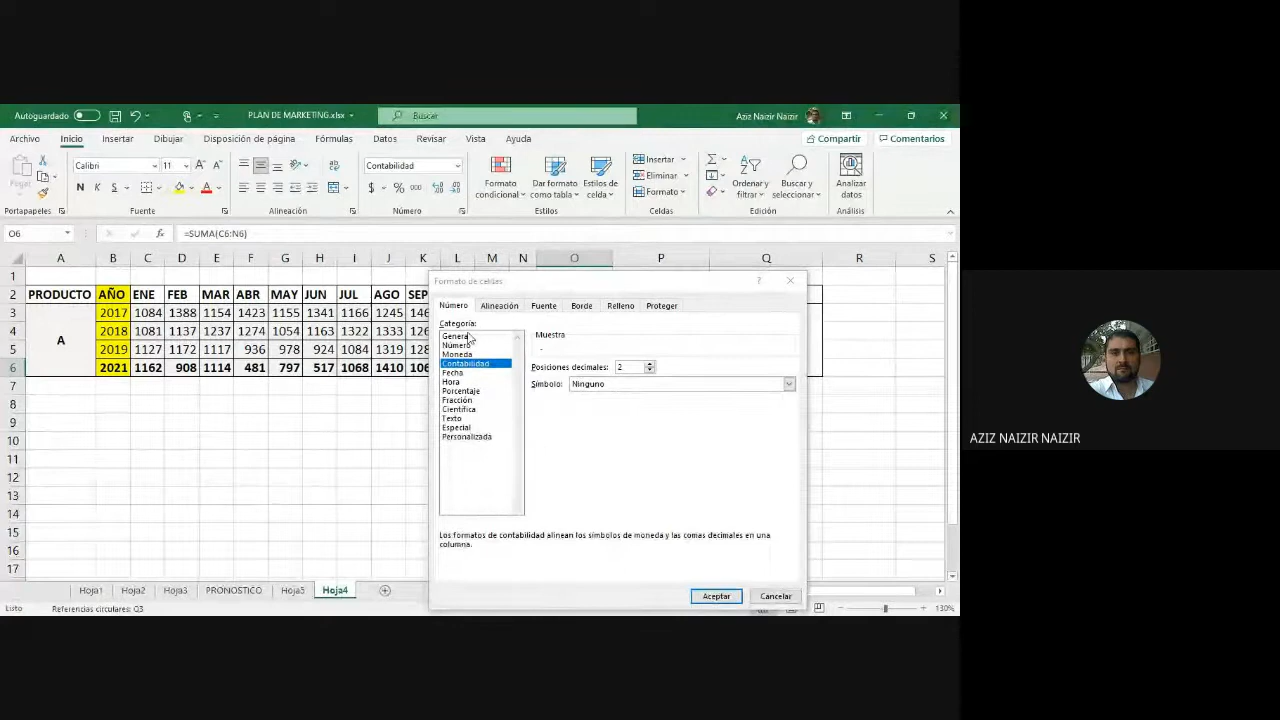 Autoguardado PLAN DE MARKETING.xlsx Buscar Aziz Naizir Naizir
Archivo Inicio Insertar Dibujar Disposición de página Fórmulas Datos Revisar Vista Ayuda Compartir Comentarios
Pegar Calibri 11 Contabilidad Formato condicional Dar formato como tabla Estilos de celda Insertar Eliminar Formato Ordenar y filtrar Buscar y seleccionar Analizar datos
N K S $ % 000
Portapapeles Fuente Alineación Número Estilos Celdas Edición Análisis
O6 fx =SUMA(C6:N6)
A B C D E F G H I J K L M N O P Q R S
1
2 PRODUCTO AÑO ENE FEB MAR ABR MAY JUN JUL AGO SEP
3 2017 1084 1388 1154 1423 1155 1341 1166 1245
4 A 2018 1081 1137 1237 1274 1054 1163 1322 1333
5 2019 1127 1172 1117 936 978 924 1084 1319
6 2021 1162 908 1114 481 797 517 1068 1410
7
8
9
10
11
12
13
14
15
16
17
Formato de celdas ?
Número Alineación Fuente Borde Relleno Proteger
Categoría:
General
Número
Moneda
Contabilidad
Fecha
Hora
Porcentaje
Fracción
Científica
Texto
Especial
Personalizada
Muestra
-
Posiciones decimales: 2
Símbolo: Ninguno
Los formatos de contabilidad alinean los símbolos de moneda y las comas decimales en una
columna.
Aceptar Cancelar
Hoja1 Hoja2 Hoja3 PRONOSTICO Hoja5 Hoja4
Listo Referencias circulares: Q3 130%
AZIZ NAIZIR NAIZIR